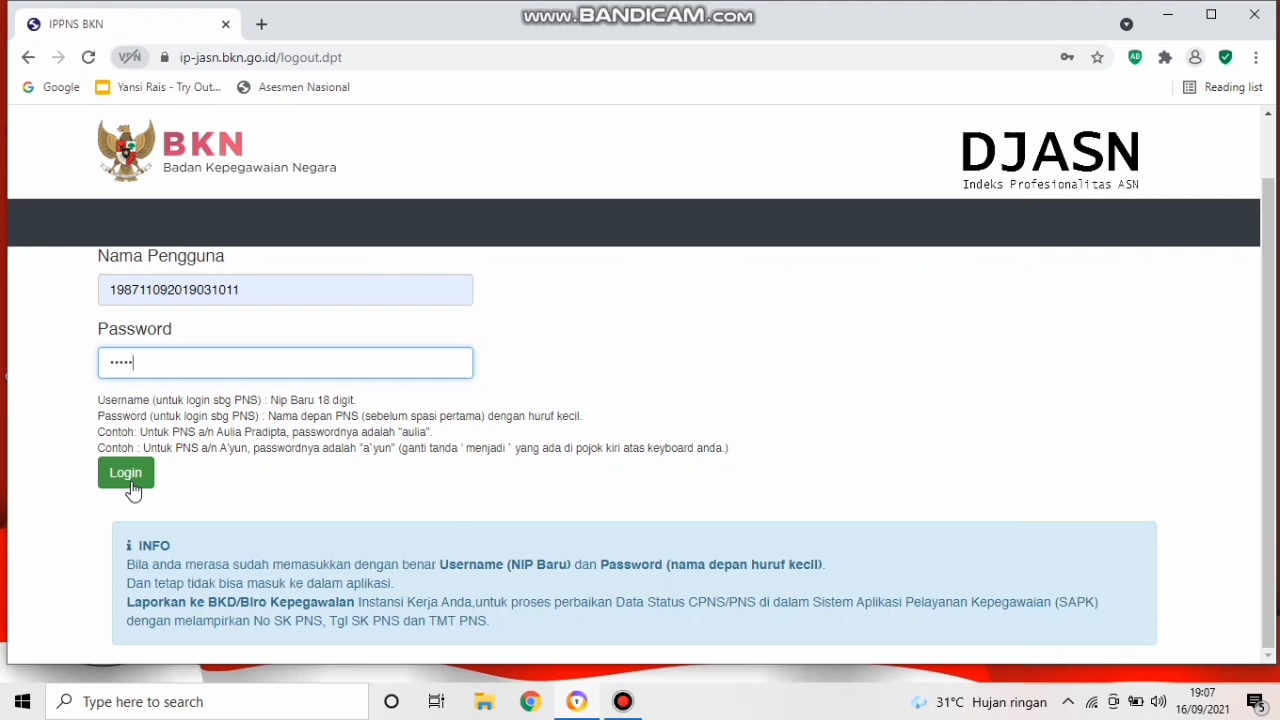 www.BANDICAM.com
IPPNS BKN
VPN
ip-jasn.bkn.go.id/logout.dpt
AB
Google
Yansi Rais - Try Out...
Asesmen Nasional
Reading list
BKN
Badan Kepegawaian Negara
DJASN
Indeks Profesionalitas ASN
Nama Pengguna
198711092019031011
Password
•••••
Username (untuk login sbg PNS) : Nip Baru 18 digit.
Password (untuk login sbg PNS) : Nama depan PNS (sebelum spasi pertama) dengan huruf kecil.
Contoh: Untuk PNS a/n Aulia Pradipta, passwordnya adalah "aulia".
Contoh : Untuk PNS a/n A'yun, passwordnya adalah "a`yun" (ganti tanda ' menjadi ` yang ada di pojok kiri atas keyboard anda.)
Login
INFO
Bila anda merasa sudah memasukkan dengan benar Username (NIP Baru) dan Password (nama depan huruf kecil).
Dan tetap tidak bisa masuk ke dalam aplikasi.
Laporkan ke BKD/Biro Kepegawaian Instansi Kerja Anda,untuk proses perbaikan Data Status CPNS/PNS di dalam Sistem Aplikasi Pelayanan Kepegawaian (SAPK)
dengan melampirkan No SK PNS, Tgl SK PNS dan TMT PNS.
Type here to search
31°C Hujan ringan
19:07
16/09/2021
5